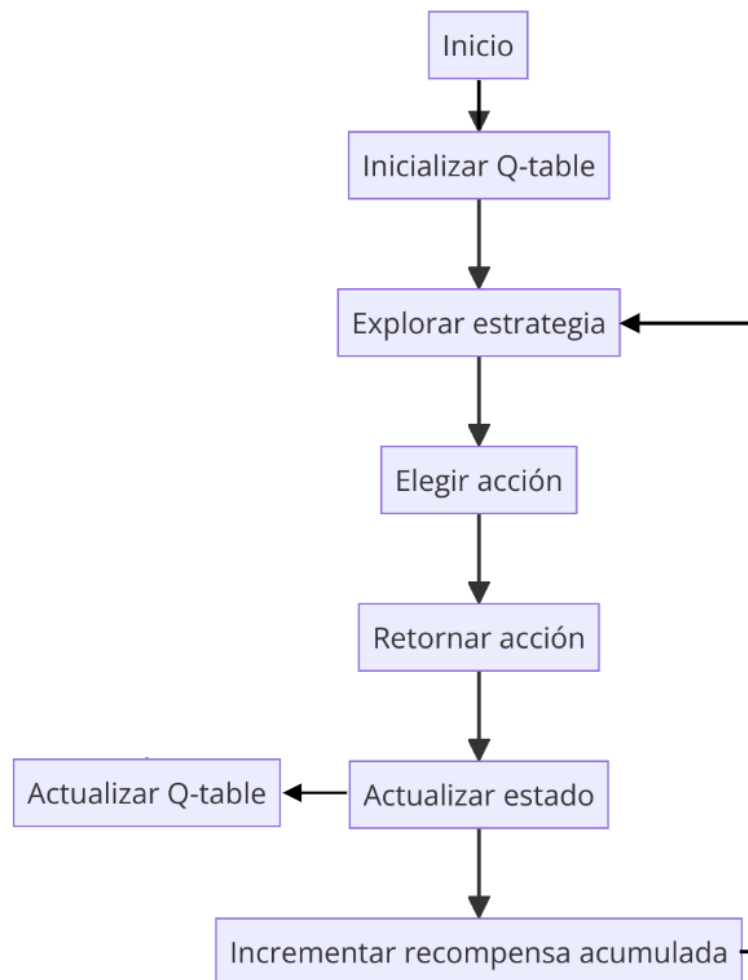 Inicio
Inicializar Q-table
Explorar estrategia
Elegir acción
Retornar acción
Actualizar Q-table
Actualizar estado
Incrementar recompensa acumulada